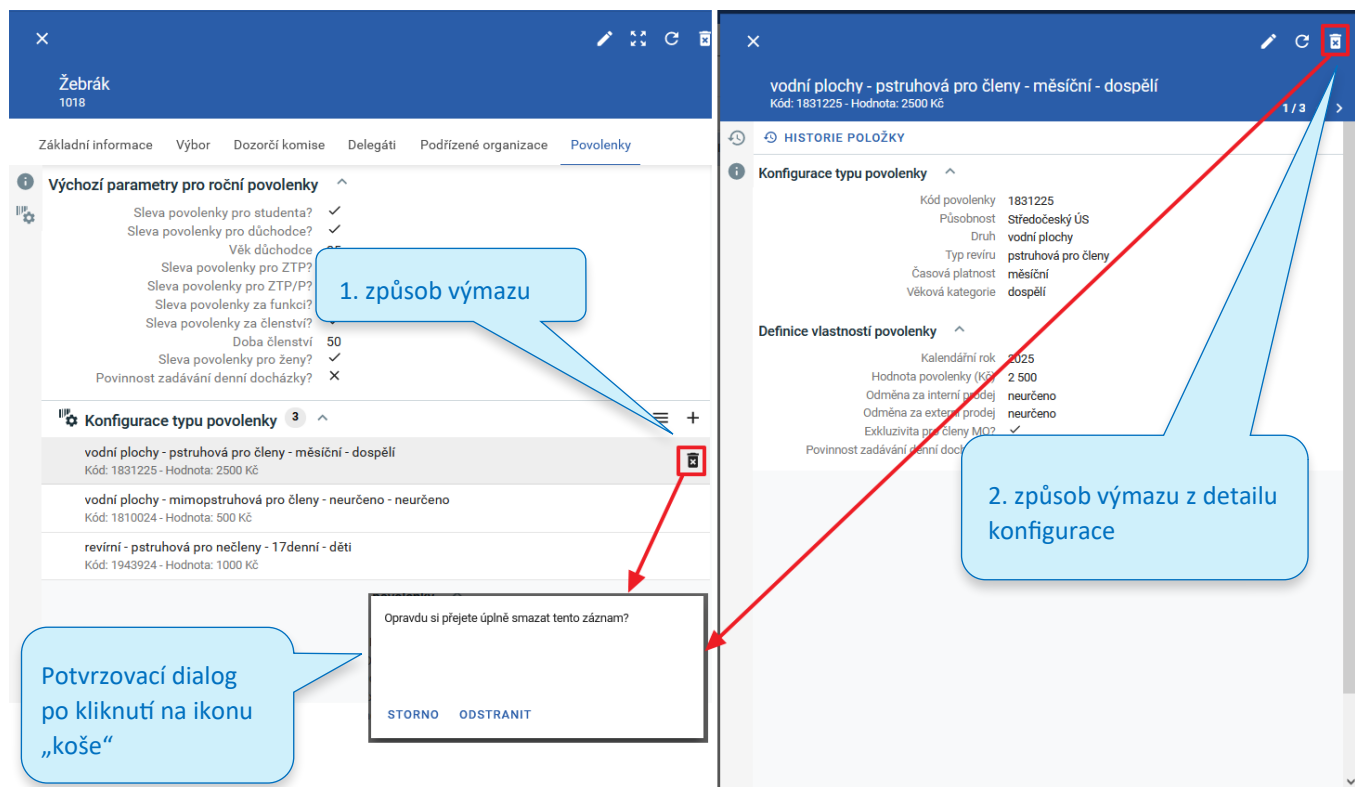 Žebrák
1018
Základní informace Výbor Dozorčí komise Delegáti Podřízené organizace Povolenky
Výchozí parametry pro roční povolenky
Sleva povolenky pro studenta?
Sleva povolenky pro důchodce?
Věk důchodce
Sleva povolenky pro ZTP?
Sleva povolenky pro ZTP/P?
Sleva povolenky za funkci?
Sleva povolenky za členství?
Doba členství 50
Sleva povolenky pro ženy?
Povinnost zadávání denní docházky?
1. způsob výmazu
Konfigurace typu povolenky 3
vodní plochy - pstruhová pro členy - měsíční - dospělí
Kód: 1831225 - Hodnota: 2500 Kč
vodní plochy - mimopstruhová pro členy - neurčeno - neurčeno
Kód: 1810024 - Hodnota: 500 Kč
revírní - pstruhová pro nečleny - 17denní - děti
Kód: 1943924 - Hodnota: 1000 Kč
Opravdu si přejete úplně smazat tento záznam?
STORNO ODSTRANIT
Potvrzovací dialog
po kliknutí na ikonu
„koše“
vodní plochy - pstruhová pro členy - měsíční - dospělí
Kód: 1831225 - Hodnota: 2500 Kč
1 / 3
HISTORIE POLOŽKY
Konfigurace typu povolenky
Kód povolenky 1831225
Působnost Středočeský ÚS
Druh vodní plochy
Typ revíru pstruhová pro členy
Časová platnost měsíční
Věková kategorie dospělí
Definice vlastností povolenky
Kalendářní rok 2025
Hodnota povolenky (Kč) 2 500
Odměna za interní prodej neurčeno
Odměna za externí prodej neurčeno
Exkluzivita pro členy MO?
Povinnost zadávání denní
2. způsob výmazu z detailu
konfigurace